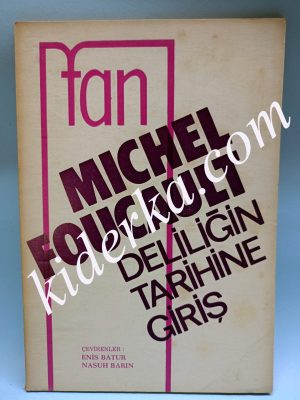 fan
MICHEL
FOUCAULT
DELİLİĞİN
TARİHİNE
GİRİŞ
ÇEVİRENLER :
ENİS BATUR
NASUH BARIN
kiderka.com